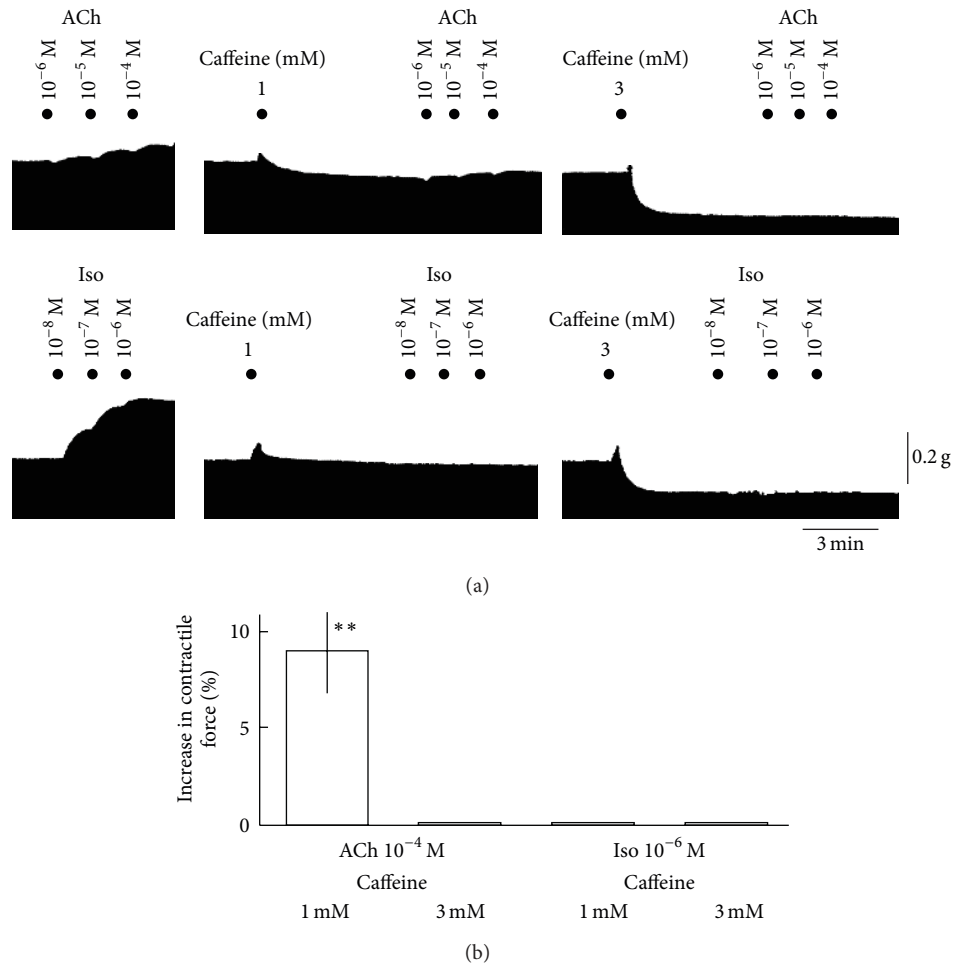 ACh
10⁻⁶ M
10⁻⁵ M
10⁻⁴ M
Caffeine (mM)
1
ACh
10⁻⁶ M
10⁻⁵ M
10⁻⁴ M
Caffeine (mM)
3
ACh
10⁻⁶ M
10⁻⁵ M
10⁻⁴ M
Iso
10⁻⁸ M
10⁻⁷ M
10⁻⁶ M
Caffeine (mM)
1
Iso
10⁻⁸ M
10⁻⁷ M
10⁻⁶ M
Caffeine (mM)
3
Iso
10⁻⁸ M
10⁻⁷ M
10⁻⁶ M
0.2 g
3 min
(a)
Increase in contractile
force (%)
10
5
0
**
ACh 10⁻⁴ M
Iso 10⁻⁶ M
Caffeine
Caffeine
1 mM
3 mM
1 mM
3 mM
(b)